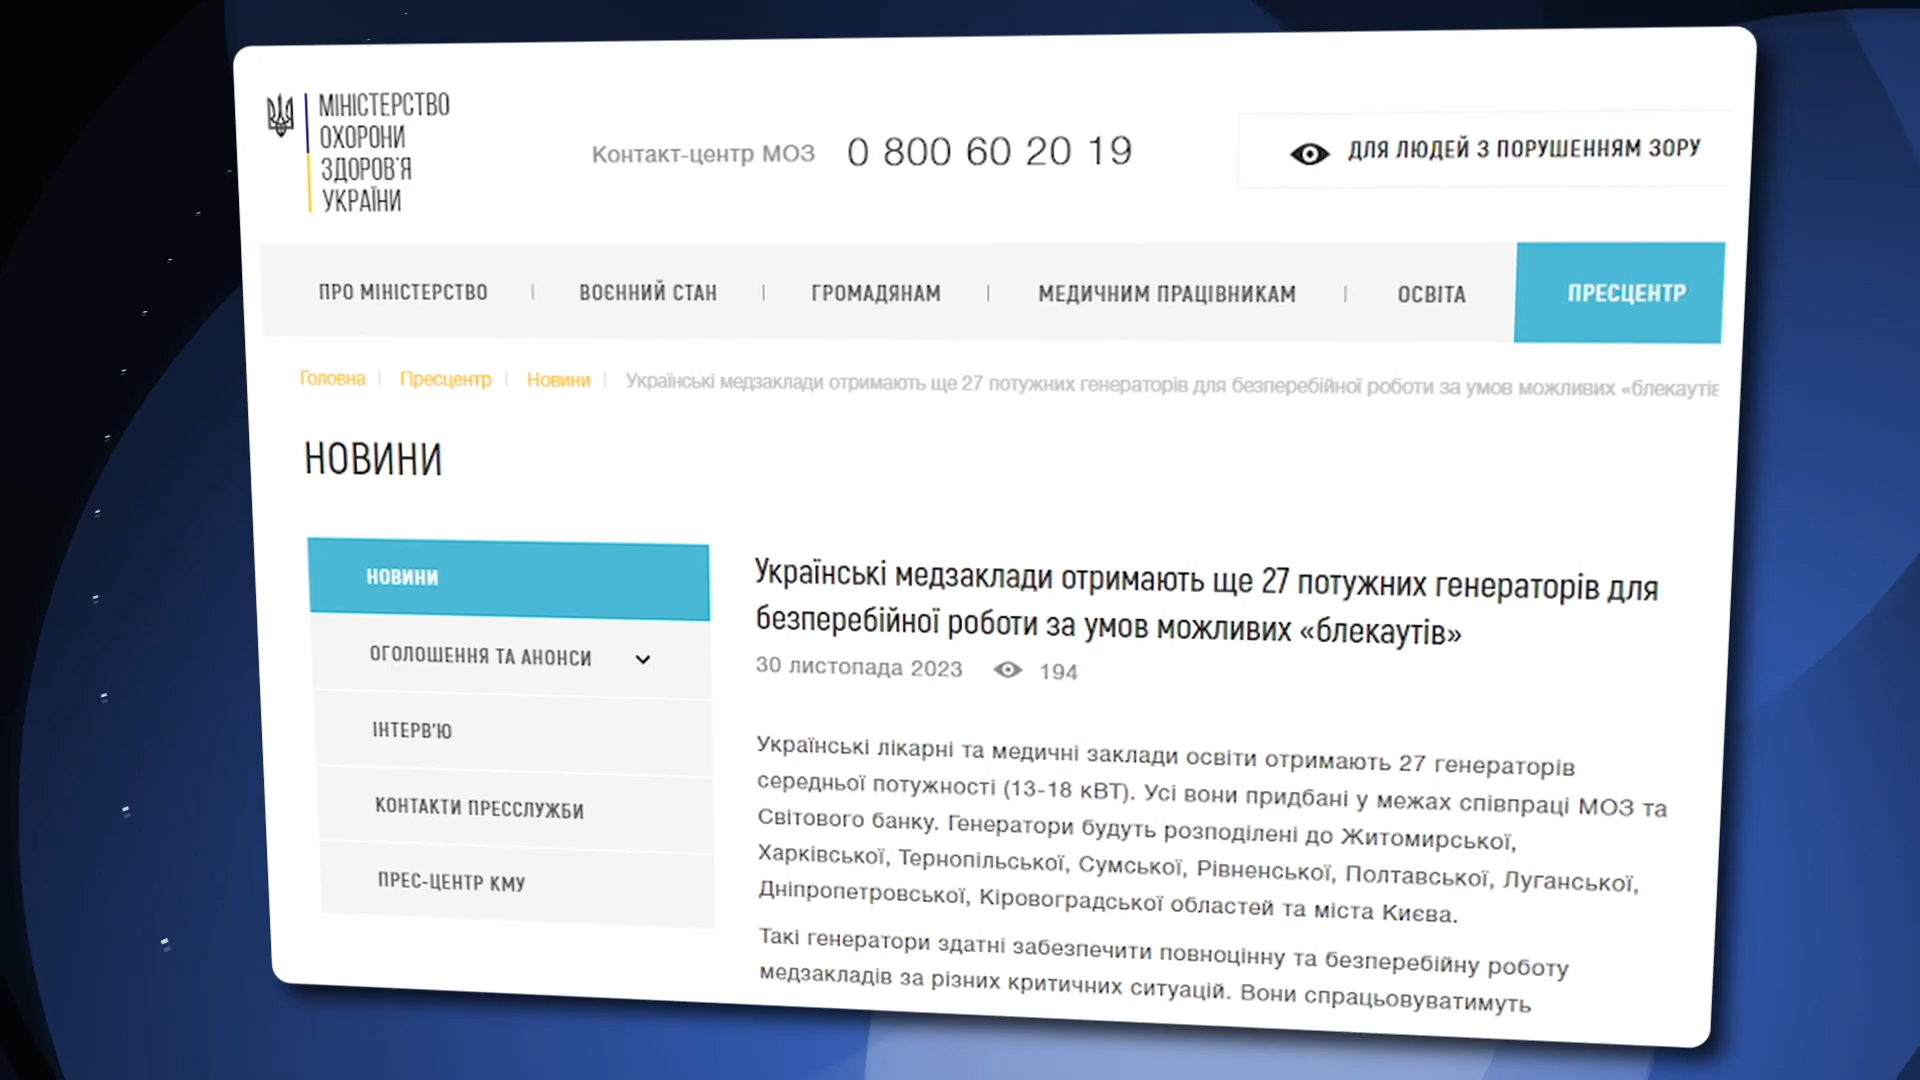 МІНІСТЕРСТВО
ОХОРОНИ
ЗДОРОВ'Я
УКРАЇНИ
Контакт-центр МОЗ 0 800 60 20 19
ДЛЯ ЛЮДЕЙ З ПОРУШЕННЯМ ЗОРУ
ПРО МІНІСТЕРСТВО | ВОЄННИЙ СТАН | ГРОМАДЯНАМ | МЕДИЧНИМ ПРАЦІВНИКАМ | ОСВІТА ПРЕСЦЕНТР
Головна | Пресцентр | Новини | Українські медзаклади отримають ще 27 потужних генераторів для безперебійної роботи за умов можливих «блекаутів
НОВИНИ
НОВИНИ
ОГОЛОШЕННЯ ТА АНОНСИ
ІНТЕРВ'Ю
КОНТАКТИ ПРЕССЛУЖБИ
ПРЕС-ЦЕНТР КМУ
Українські медзаклади отримають ще 27 потужних генераторів для
безперебійної роботи за умов можливих «блекаутів»
30 листопада 2023 194
Українські лікарні та медичні заклади освіти отримають 27 генераторів
середньої потужності (13-18 кВТ). Усі вони придбані у межах співпраці МОЗ та
Світового банку. Генератори будуть розподілені до Житомирської,
Харківської, Тернопільської, Сумської, Рівненської, Полтавської, Луганської,
Дніпропетровської, Кіровоградської областей та міста Києва.
Такі генератори здатні забезпечити повноцінну та безперебійну роботу
медзакладів за різних критичних ситуацій. Вони спрацьовуватимуть